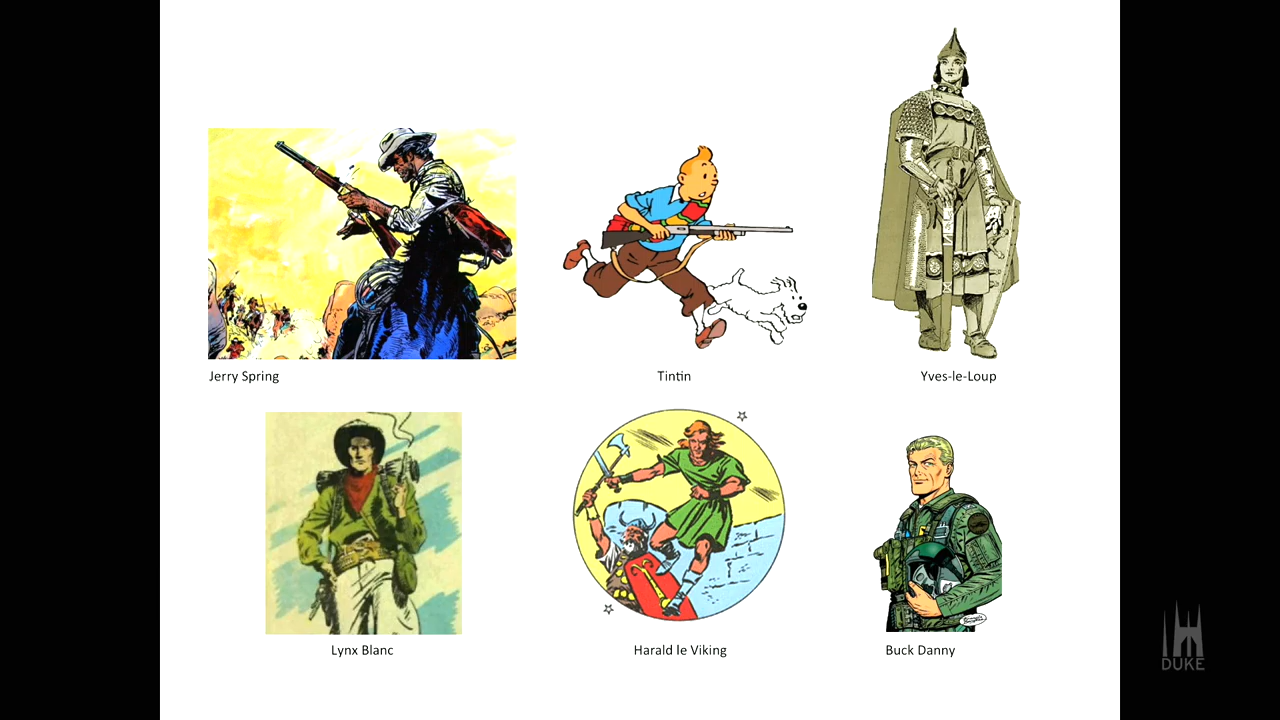 Jerry Spring
Tintin
Yves-le-Loup
Lynx Blanc
Harald le Viking
Buck Danny
DUKE